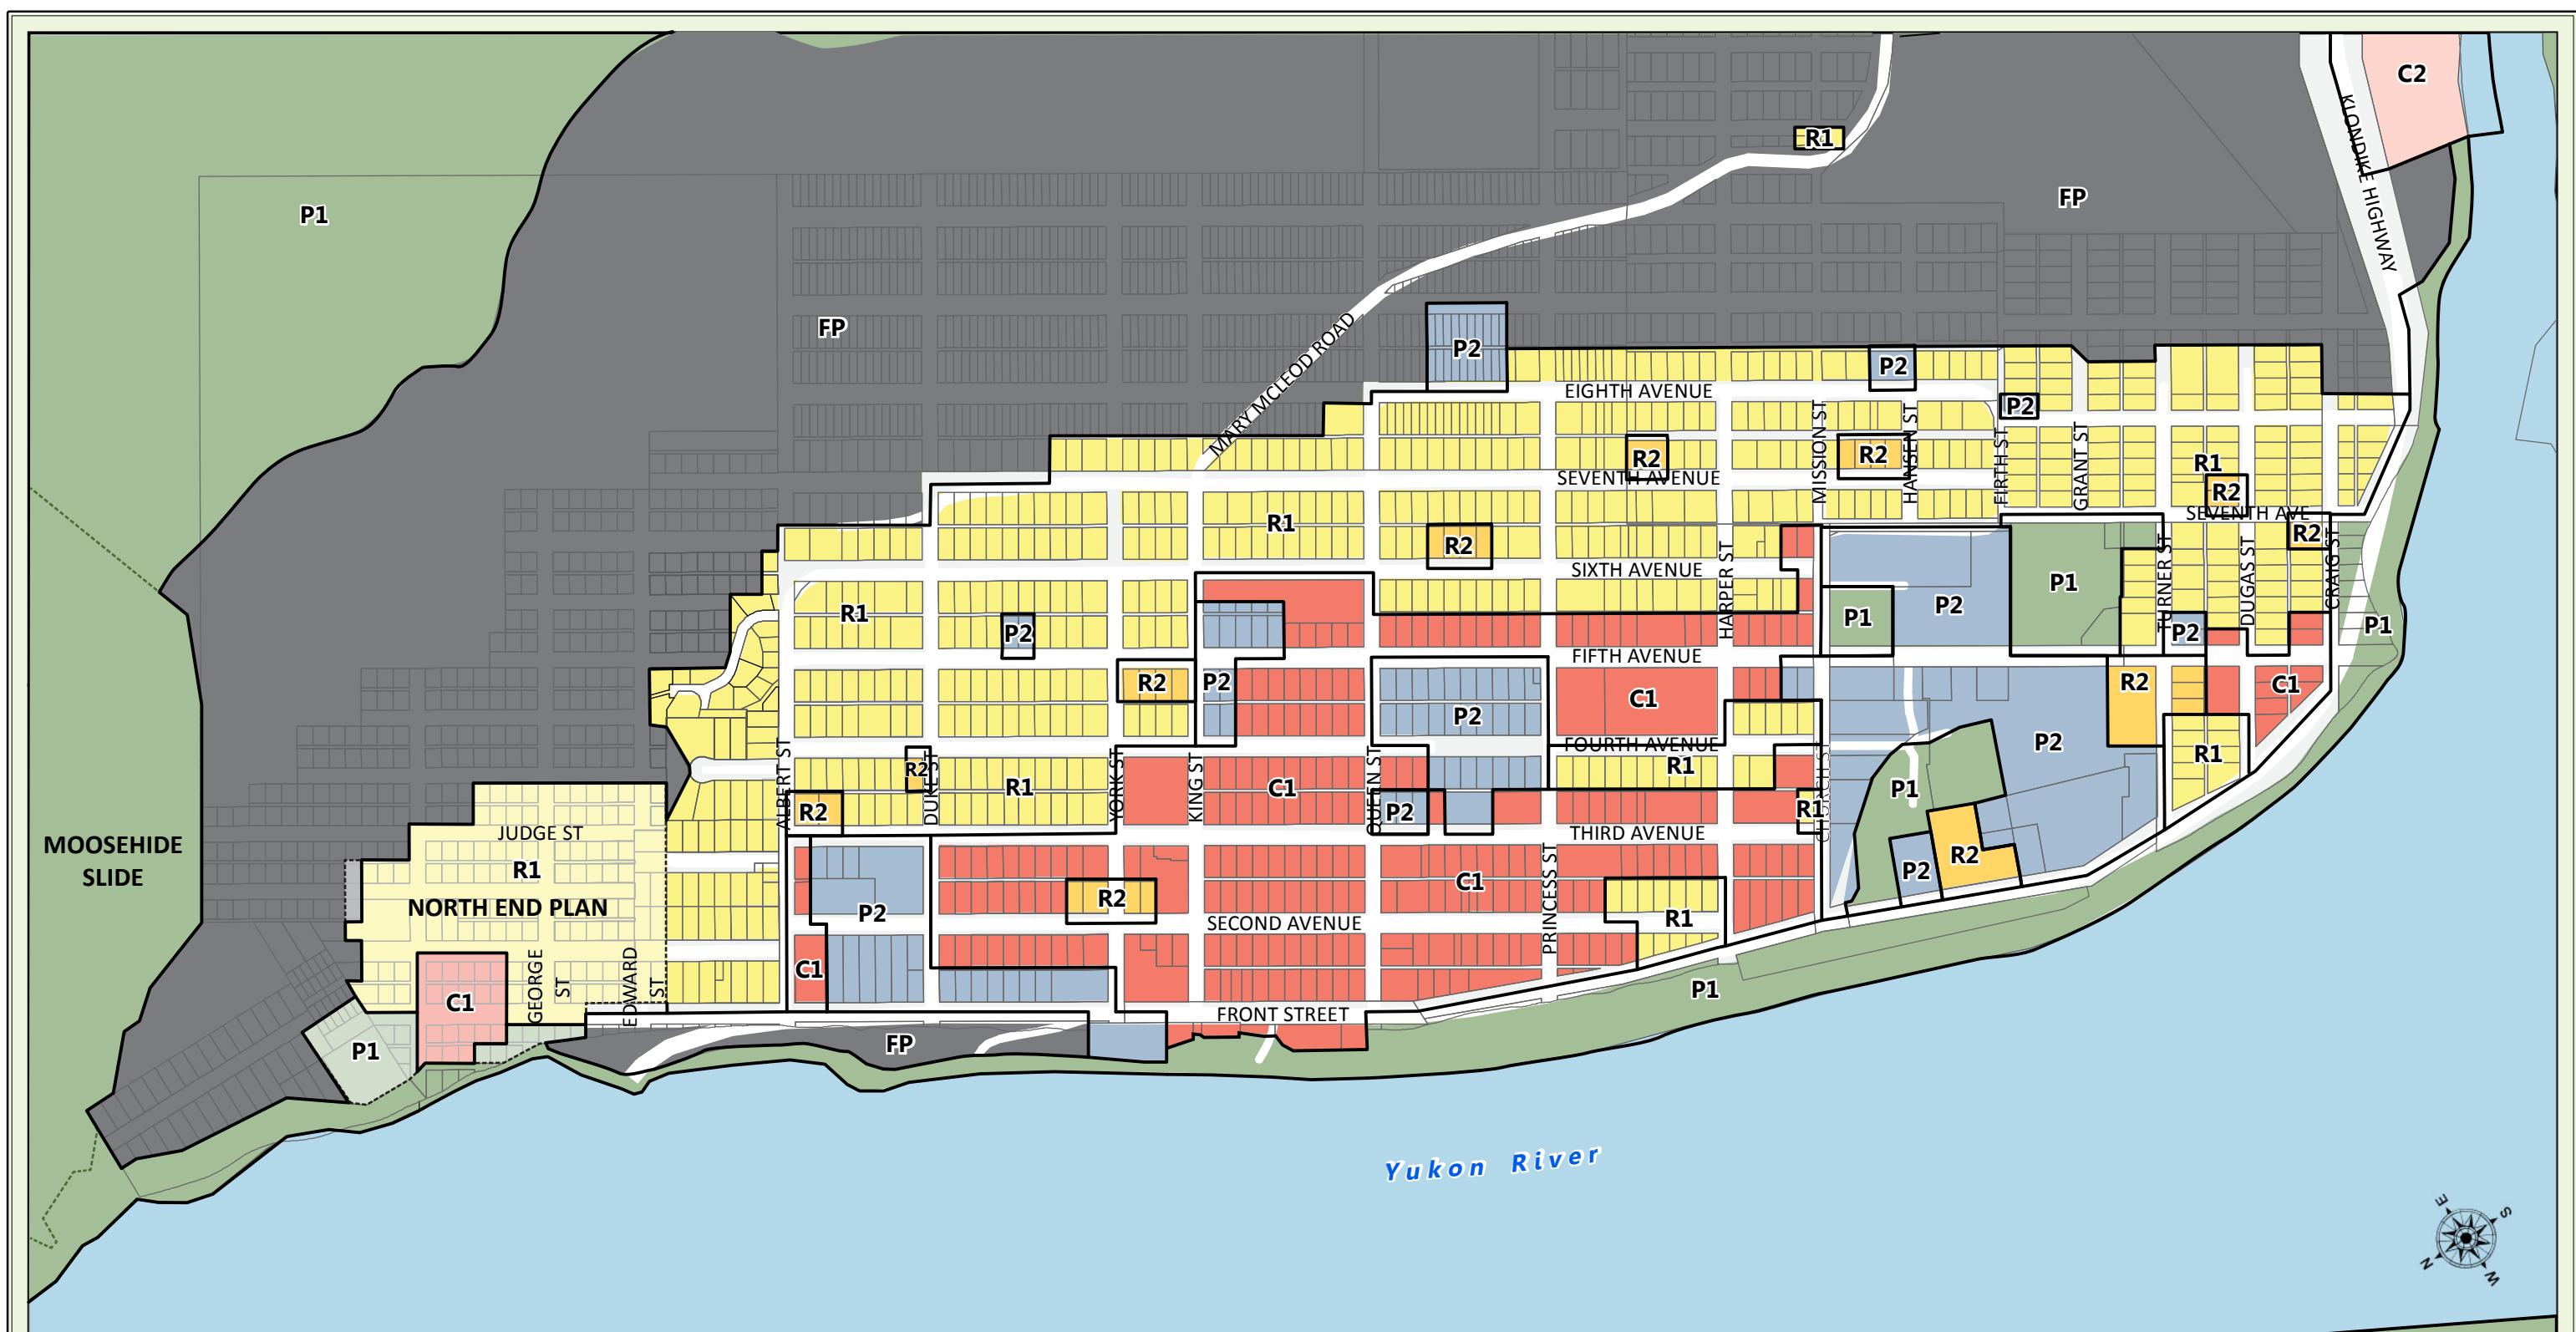 C2
KLONDIKE HIGHWAY
R1
FP
P1
FP
MARY MCLEOD ROAD
P2
P2
EIGHTH AVENUE
P2
MISSION ST
HANSEN ST
FIRTH ST
GRANT ST
R2
R2
R1
SEVENTH AVENUE
R2
SEVENTH AVE
R1
R2
R2
SIXTH AVENUE
HARPER ST
TURNER ST
DUGAS ST
CRAIG ST
R1
P2
P1
P2
P1
P2
P1
FIFTH AVENUE
R2
P2
P2
C1
R2
C1
FOURTH AVENUE
P2
R1
ALBERT ST
R2
DUKE ST
R1
YORK ST
KING ST
C1
QUEEN ST
R1
CHURCH ST
P1
R2
P2
R1
THIRD AVENUE
JUDGE ST
MOOSEHIDE
SLIDE
R1
NORTH END PLAN
P2
R2
C1
PRINCESS ST
R1
P2
R2
SECOND AVENUE
C1
C1
GEORGE
ST
EDWARD
ST
P1
FRONT STREET
P1
FP
Yukon River
E
S
N
W